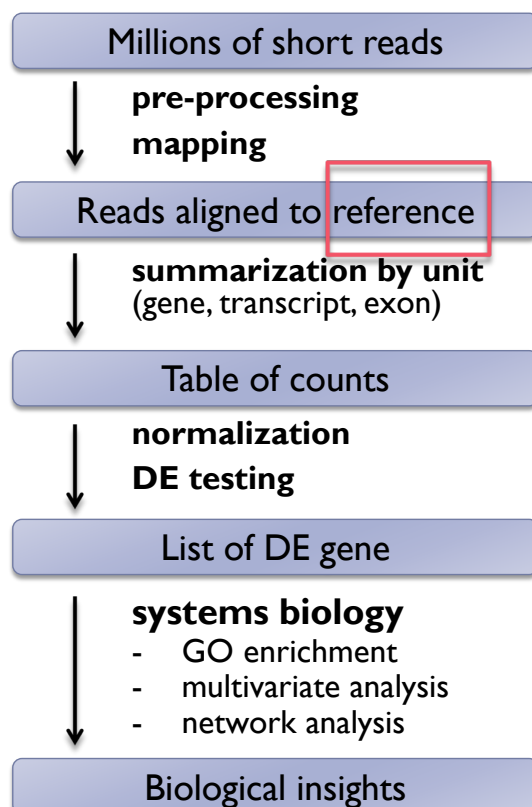 Millions of short reads
pre-processing
mapping
Reads aligned to reference
summarization by unit
(gene, transcript, exon)
Table of counts
normalization
DE testing
List of DE gene
systems biology
- GO enrichment
- multivariate analysis
- network analysis
Biological insights